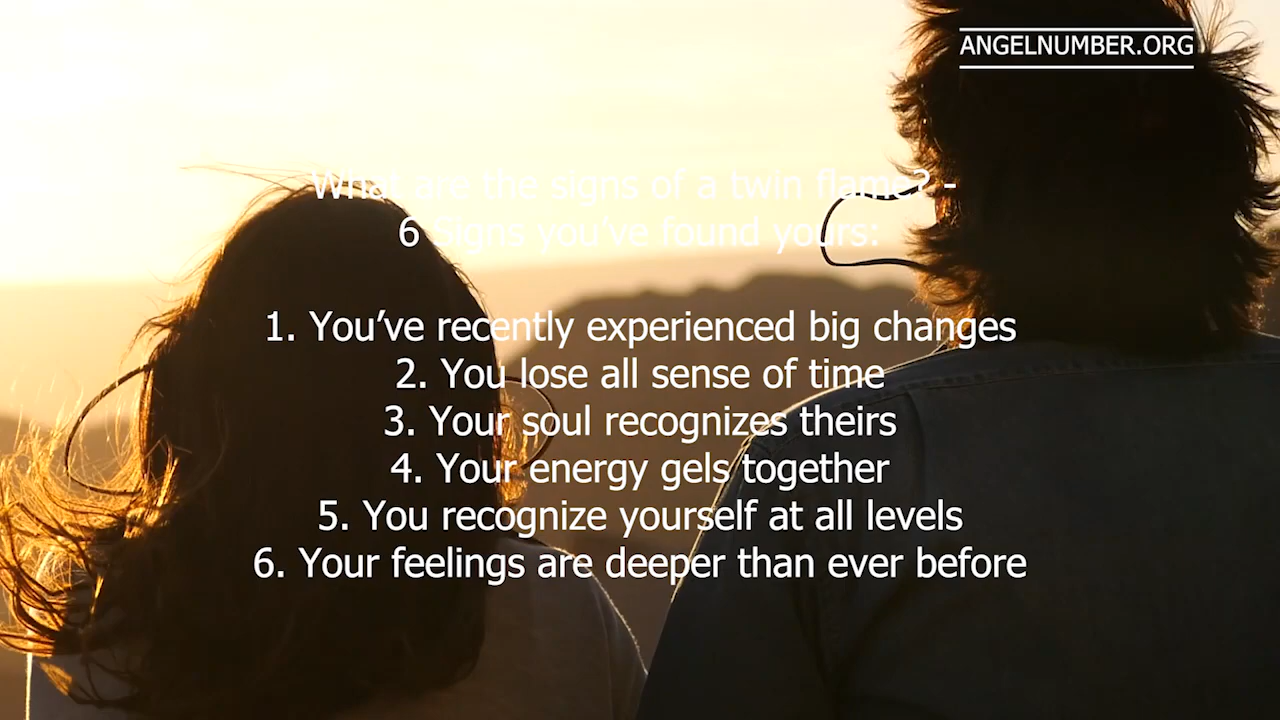 ANGELNUMBER.ORG
What are the signs of a twin flame? -
6 Signs you've found yours:
1. You’ve recently experienced big changes
2. You lose all sense of time
3. Your soul recognizes theirs
4. Your energy gels together
5. You recognize yourself at all levels
6. Your feelings are deeper than ever before